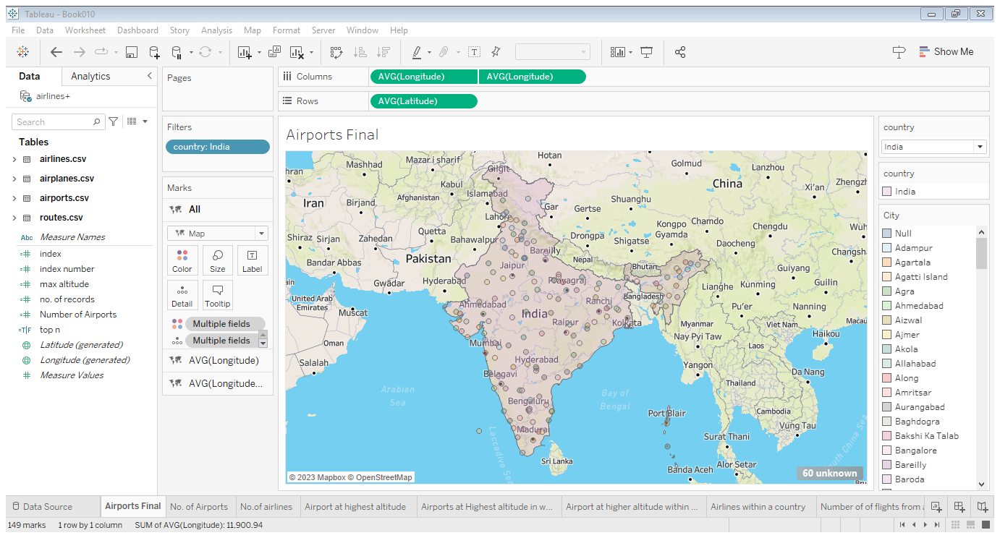 Tableau - Book010
File Data Worksheet Dashboard Story Analysis Map Format Server Window Help
Show Me
Data Analytics
airlines+
Search
Tables
airlines.csv
airplanes.csv
airports.csv
routes.csv
Abc Measure Names
index
index number
max altitude
no. of records
Number of Airports
=T|F top n
Latitude (generated)
Longitude (generated)
Measure Values
Pages
Filters
country: India
Marks
All
Map
Color Size Label
Detail Tooltip
Multiple fields
Multiple fields
AVG(Longitude)
AVG(Longitude...
Columns AVG(Longitude) AVG(Longitude)
Rows AVG(Latitude)
Airports Final
Mashhad
Mazar i sharif
Hotan
Golmud
Lanzhou
Gilgit
Kabul
China
Zhengz
Xi'an
Afghanistan
Islamabad
Iran
Birjand
Gar
Gertse
Shuanghu
Lahore
Chamdo
Chengdu
Wuh
Shiraz
Sirjan
Zahedan
Quetta
Bahawalpur
Drongpa
Shigatse
Kongpo
Gyamda
Daocheng
Changsha
Bandar Abbas
Pakistan
Bareilly
Nepal
Bhutan
Guiyang
Jaipur
Gwadar
Hyderabad
Prayagraj
Lianghe
Kunming
Guilin
United Arab
Emirates
Muscat
Ahmedabad
India
Ranchi
Bangladesh
Pu'er
Nanning
Macau
Raipur
Kolkata
Myanmar
Viet Nam
Oman
Mumbai
Nay Pyi Taw
Laos
Haikou
Salalah
Hyderabad
Yangon
Belagavi
Da Nang
Arabian
Sea
Thailand
Bengaluru
Bay of
Bengal
Cambodia
Port Blair
Vung Tau
Madurai
Surat Thani
Laccadive Sea
South China Sea
Sri Lanka
Alor Setar
Banda Aceh
© 2023 Mapbox © OpenStreetMap
60 unknown
country
India
country
India
City
Null
Adampur
Agartala
Agatti Island
Agra
Ahmedabad
Aizwal
Ajmer
Akola
Allahabad
Along
Amritsar
Aurangabad
Baghdogra
Bakshi Ka Talab
Bangalore
Bareilly
Baroda
Data Source Airports Final No. of Airports No.of airlines Airport at highest altitude Airports at Highest altitude in w... Airport at higher altitude within ... Airlines within a country Number of of flights from a
149 marks 1 row by 1 column SUM of AVG(Longitude): 11,900.94